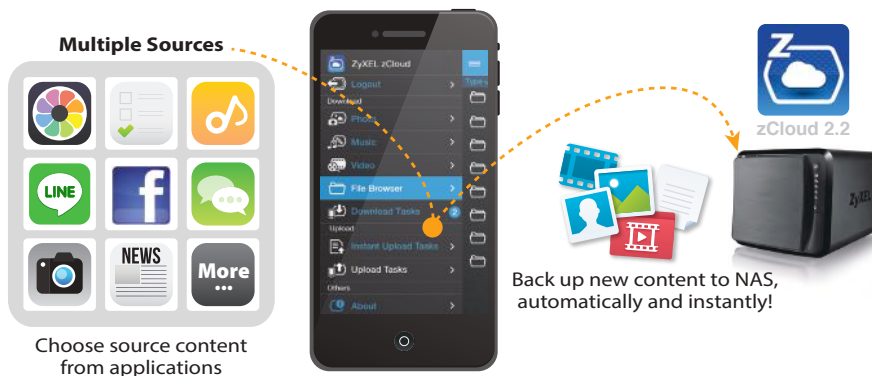 Multiple Sources
LINE
f
NEWS
More
Choose source content
from applications
ZyXEL zCloud
Logout
Download
Photo
Music
Video
File Browser
Download Tasks 2
Upload
Instant Upload Tasks
Upload Tasks
Others
About
Type
Z
zCloud 2.2
ZyXEL
Back up new content to NAS,
automatically and instantly!